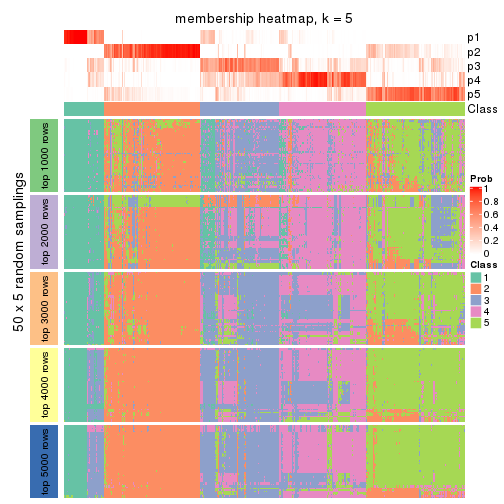 membership heatmap, k = 5
p1
p2
p3
p4
p5
Class
50 x 5 random samplings
top 1000 rows
top 2000 rows
top 3000 rows
top 4000 rows
top 5000 rows
Prob
1
0.8
0.6
0.4
0.2
0
Class
1
2
3
4
5